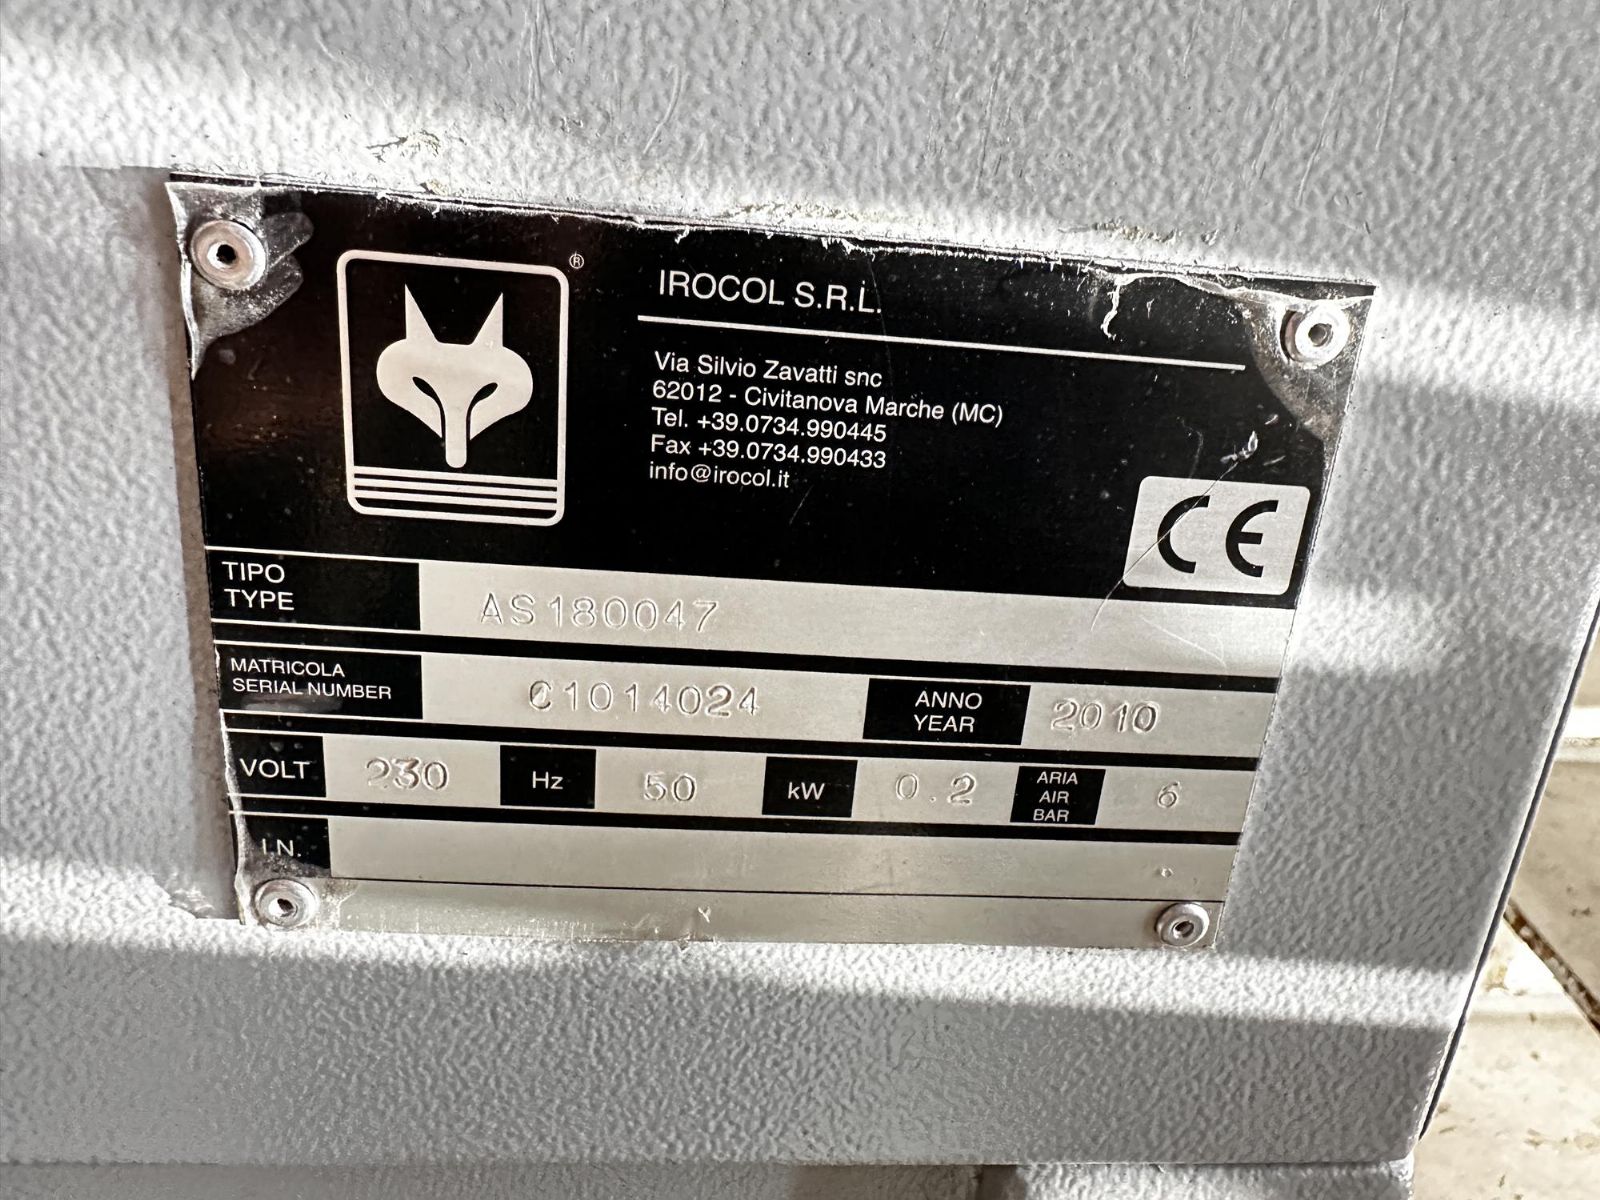 ®
IROCOL S.R.L.
Via Silvio Zavatti snc
62012 - Civitanova Marche (MC)
Tel. +39.0734.990445
Fax +39.0734.990433
info@irocol.it
CE
TIPO
TYPE
AS180047
MATRICOLA
SERIAL NUMBER
C1014024
ANNO
YEAR
2010
VOLT
230
Hz
50
kW
0.2
ARIA
AIR
BAR
6
I.N.